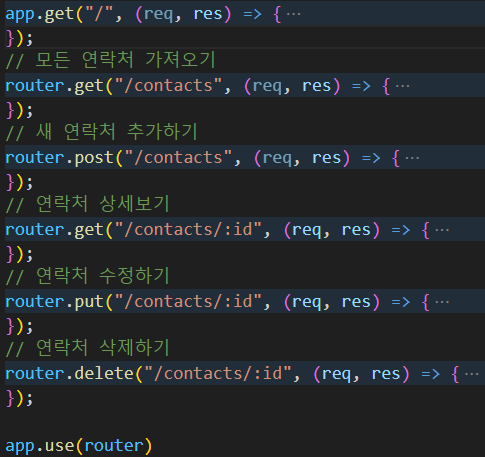 app.get("/", (req, res) => {···
});
// 모든 연락처 가져오기
router.get("/contacts", (req, res) => {···
});
// 새 연락처 추가하기
router.post("/contacts", (req, res) => {···
});
// 연락처 상세보기
router.get("/contacts/:id", (req, res) => {···
});
// 연락처 수정하기
router.put("/contacts/:id", (req, res) => {···
});
// 연락처 삭제하기
router.delete("/contacts/:id", (req, res) => {···
});
app.use(router)